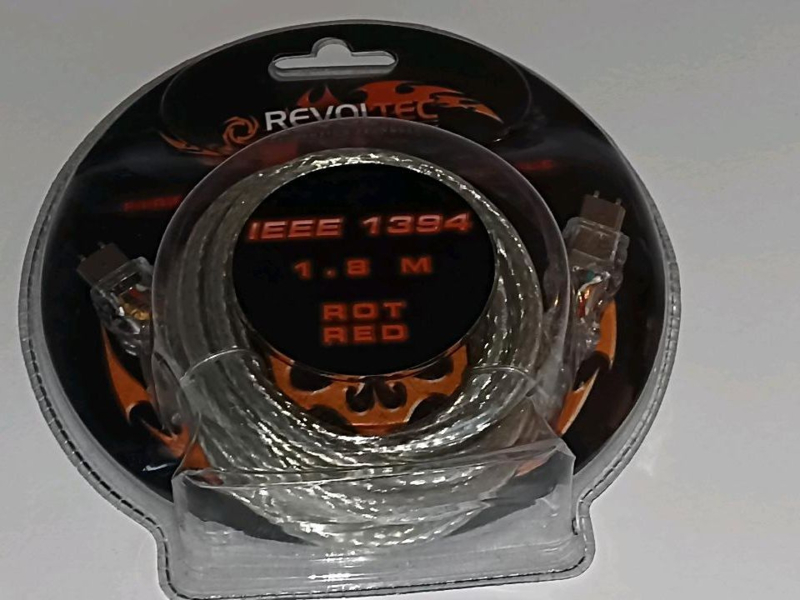 REVOLTEC
IEEE 1394
1.8 M
ROT
RED